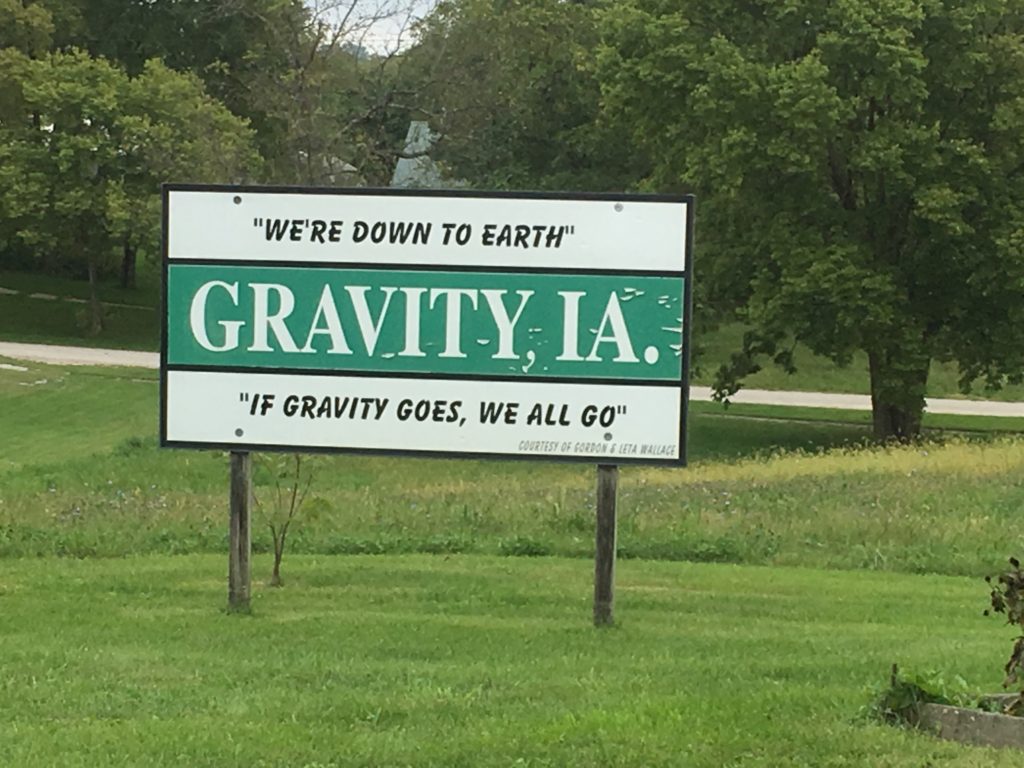 "WE'RE DOWN TO EARTH"
GRAVITY, IA.
"IF GRAVITY GOES, WE ALL GO"
COURTESY OF GORDON & LETA WALLACE